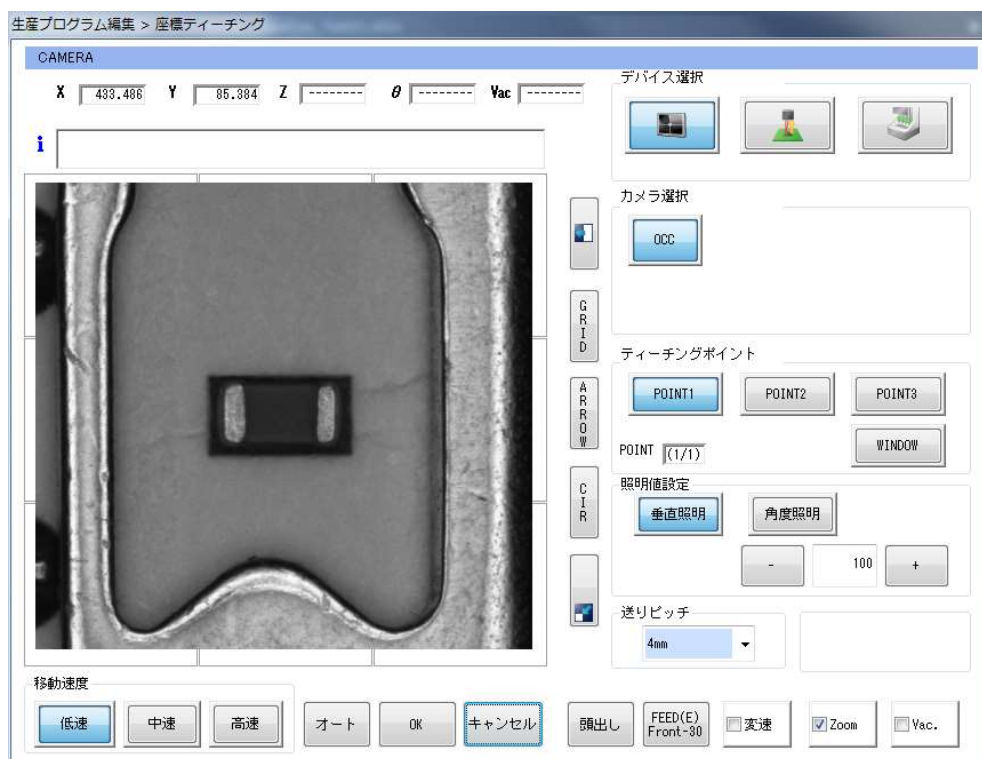 生産プログラム編集 > 座標ティーチング
CAMERA
X 433.486 Y 85.384 Z -------- θ -------- Vac --------
デバイス選択
i
カメラ選択
OCC
GRID
ティーチングポイント
ARROW
POINT1 POINT2 POINT3
POINT (1/1) WINDOW
CIR
照明値設定
垂直照明 角度照明
- 100 +
送りピッチ
4mm
移動速度
低速 中速 高速 オート OK キャンセル 頭出し FEED(E) 変速 Zoom Vac.
Front-30